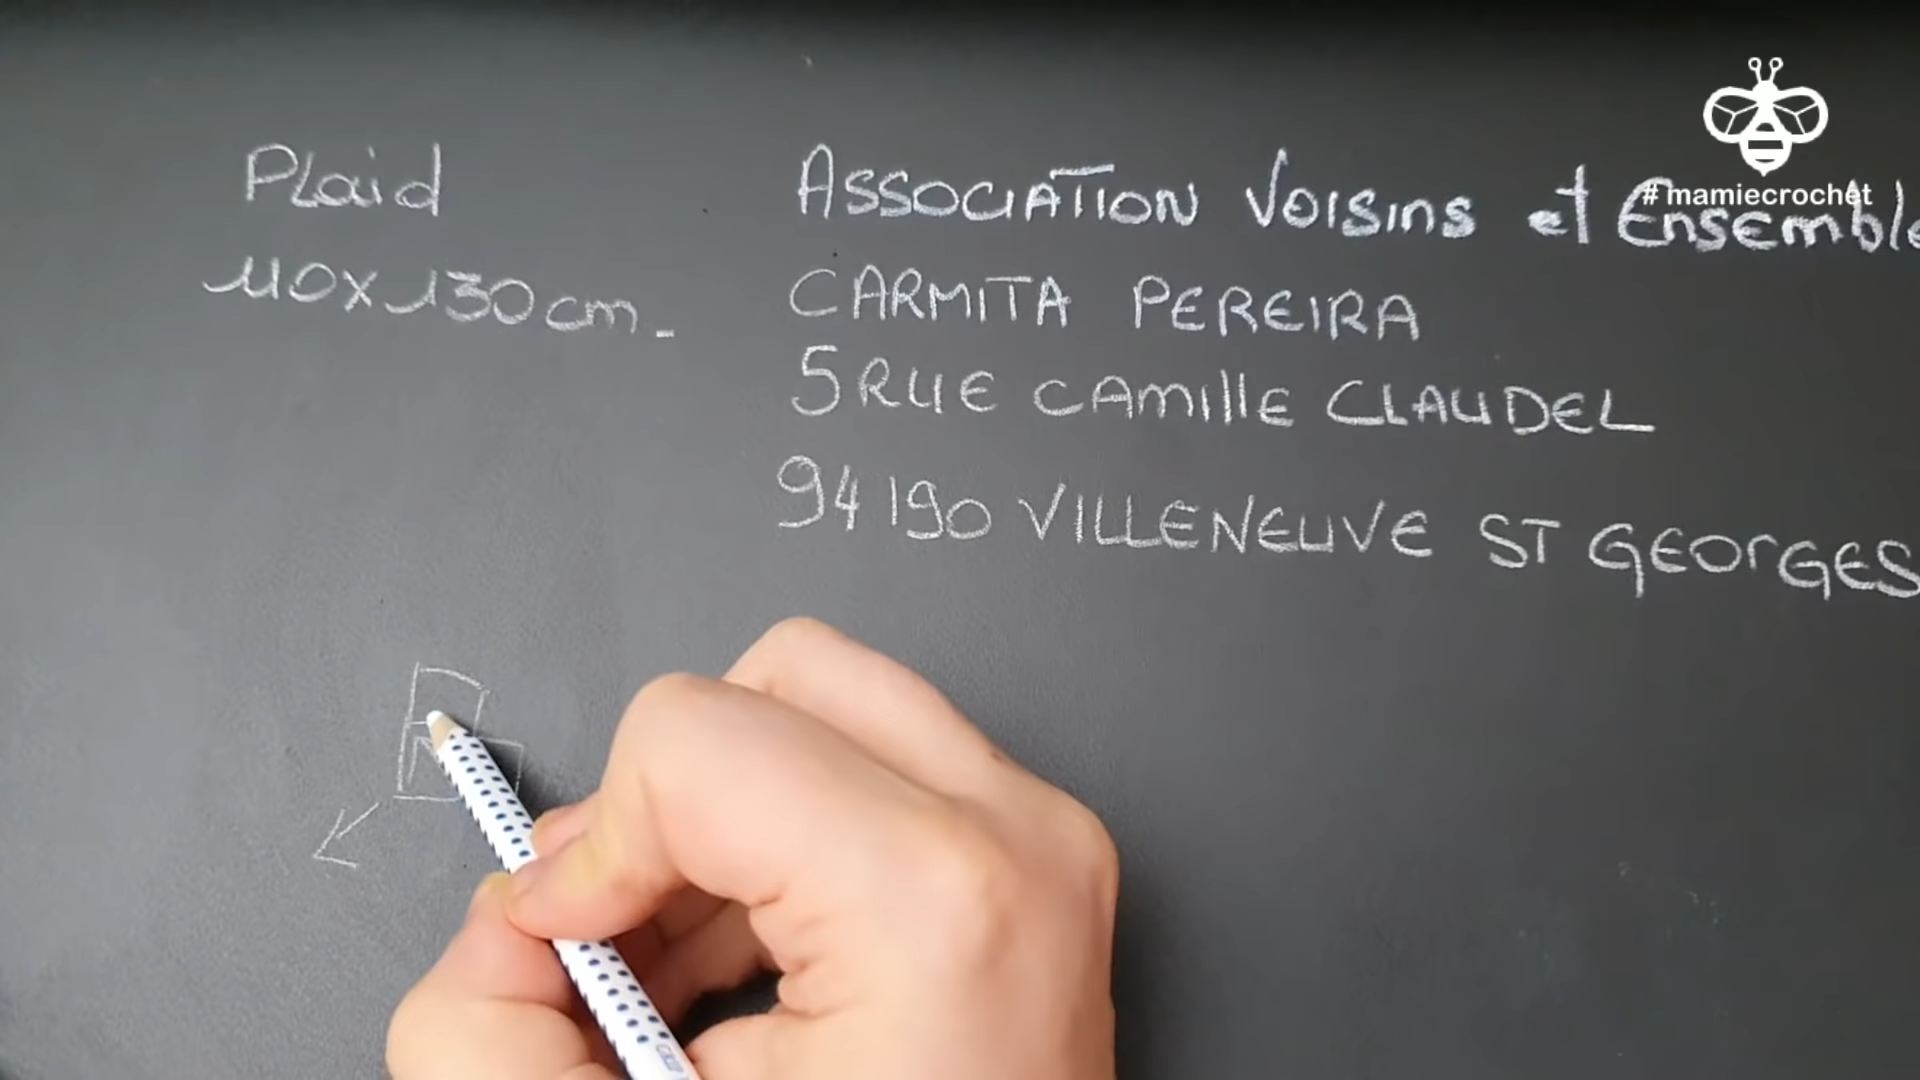 Plaid
110x130cm.
ASSOCIATION Voisins et Ensemble
CARMITA PEREIRA
5 RUE CAMille CLAUDEL
94190 VILLENEUVE ST GEOrGES
# mamiecrochet